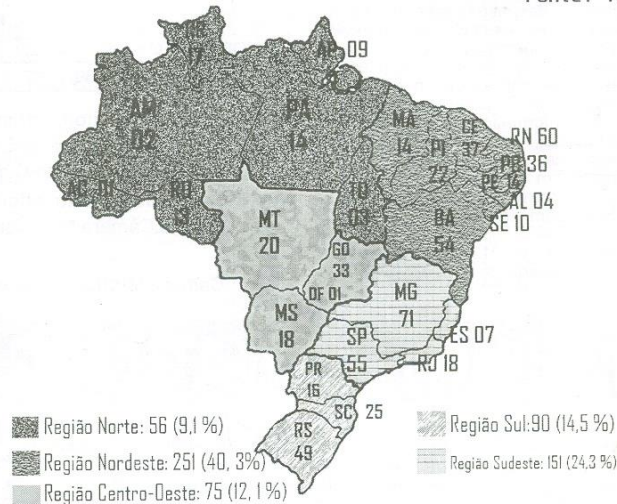 Fonte:
RR
17
AP 09
AM
02
PA
14
MA
14
CE
37
RN 60
PI
22
PB 36
PE 14
AL 04
SE 10
AC 01
RO
13
TO
03
BA
54
MT
20
GO
33
DF 01
MG
71
MS
18
ES 07
SP
55
RJ 18
PR
16
SC 25
RS
49
Região Norte: 56 (9,1 %)
Região Nordeste: 251 (40, 3%)
Região Centro-Oeste: 75 (12, 1 %)
Região Sul:90 (14,5 %)
Região Sudeste: 151 (24.3 %)